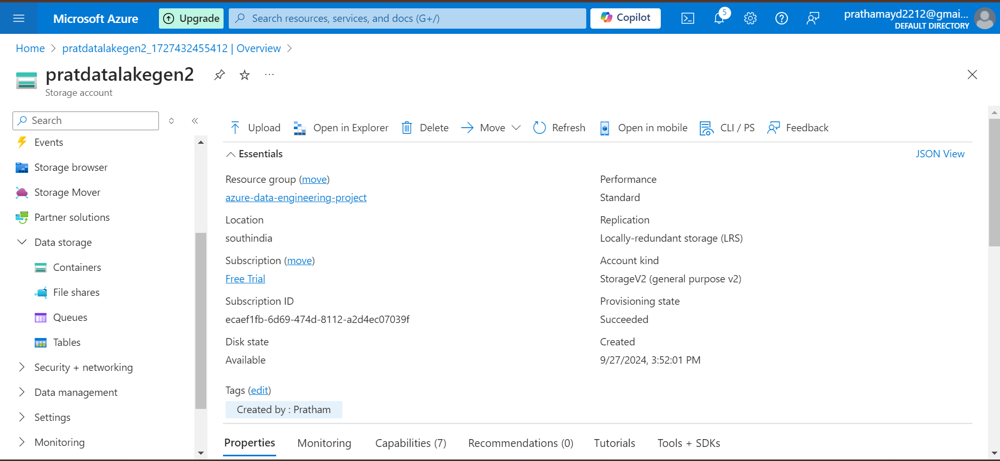 Microsoft Azure
Upgrade
Search resources, services, and docs (G+/)
Copilot
5
prathamayd2212@gmai...
DEFAULT DIRECTORY
Home > pratdatalakegen2_1727432455412 | Overview >
pratdatalakegen2
...
Storage account
Search
Events
Storage browser
Storage Mover
Partner solutions
Data storage
Containers
File shares
Queues
Tables
Security + networking
Data management
Settings
Monitoring
Upload
Open in Explorer
Delete
Move
Refresh
Open in mobile
CLI / PS
Feedback
Essentials
JSON View
Resource group (move)
azure-data-engineering-project
Location
southindia
Subscription (move)
Free Trial
Subscription ID
ecaef1fb-6d69-474d-8112-a2d4ec07039f
Disk state
Available
Performance
Standard
Replication
Locally-redundant storage (LRS)
Account kind
StorageV2 (general purpose v2)
Provisioning state
Succeeded
Created
9/27/2024, 3:52:01 PM
Tags (edit)
Created by : Pratham
Properties
Monitoring
Capabilities (7)
Recommendations (0)
Tutorials
Tools + SDKs